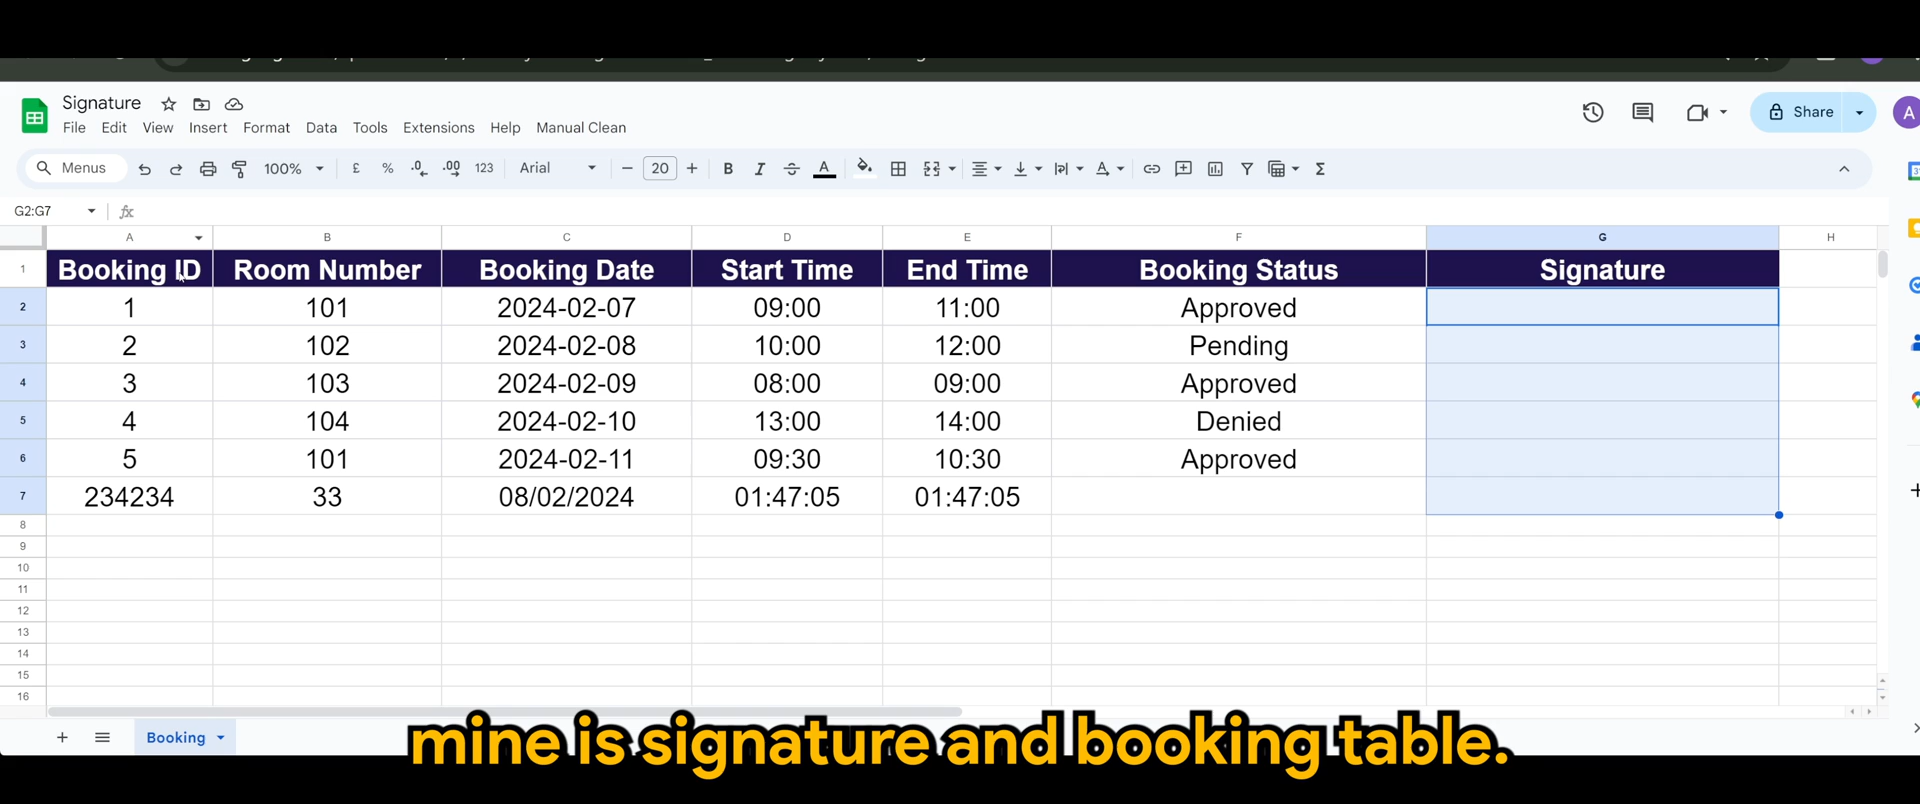 Signature
File Edit View Insert Format Data Tools Extensions Help Manual Clean
Share
A
Menus 100% £ % .0 .00 123 Arial 20 B I A Σ
G2:G7 fx
A B C D E F G H
1 Booking ID Room Number Booking Date Start Time End Time Booking Status Signature
2 1 101 2024-02-07 09:00 11:00 Approved
3 2 102 2024-02-08 10:00 12:00 Pending
4 3 103 2024-02-09 08:00 09:00 Approved
5 4 104 2024-02-10 13:00 14:00 Denied
6 5 101 2024-02-11 09:30 10:30 Approved
7 234234 33 08/02/2024 01:47:05 01:47:05
8
9
10
11
12
13
14
15
16
Booking
mine is signature and booking table.